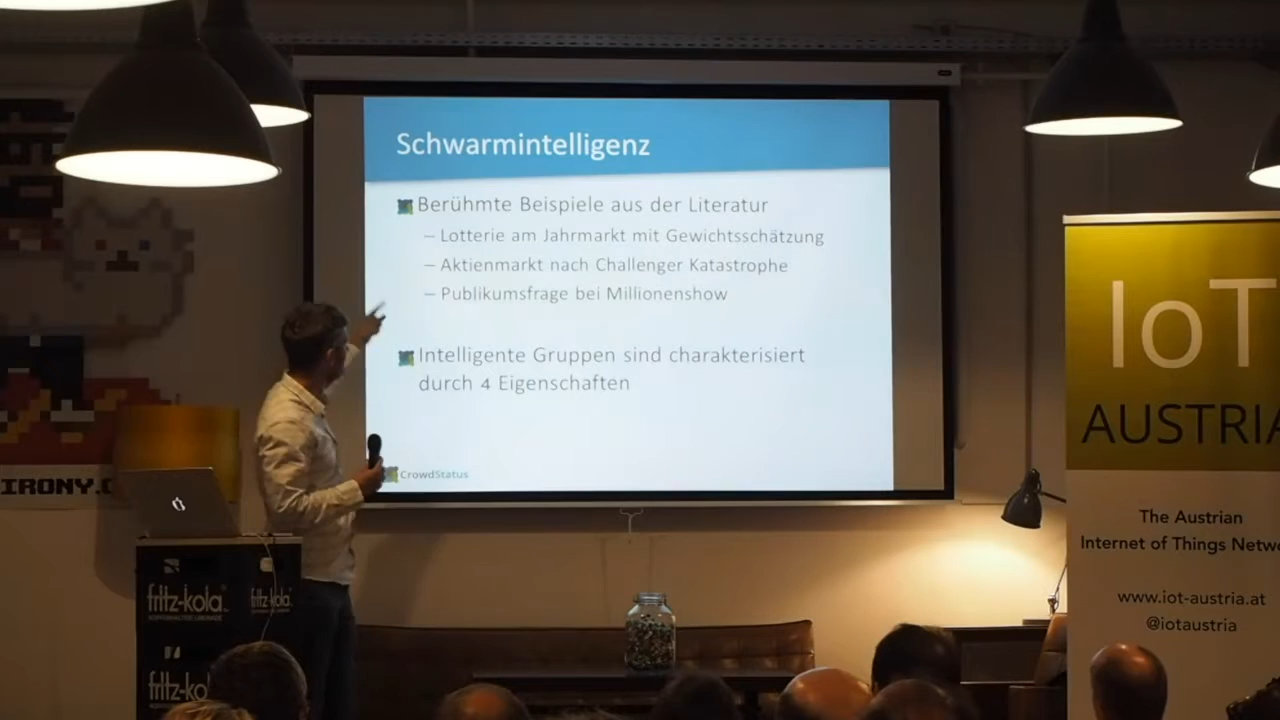 Schwarmintelligenz
Berühmte Beispiele aus der Literatur
– Lotterie am Jahrmarkt mit Gewichtsschätzung
– Aktienmarkt nach Challenger Katastrophe
– Publikumsfrage bei Millionenshow
Intelligente Gruppen sind charakterisiert
durch 4 Eigenschaften
CrowdStatus
IRONY.
fritz-kola
fritz-kola
fritz-ko
IoT
AUSTRIA
The Austrian
Internet of Things Netwo
www.iot-austria.at
@iotaustria